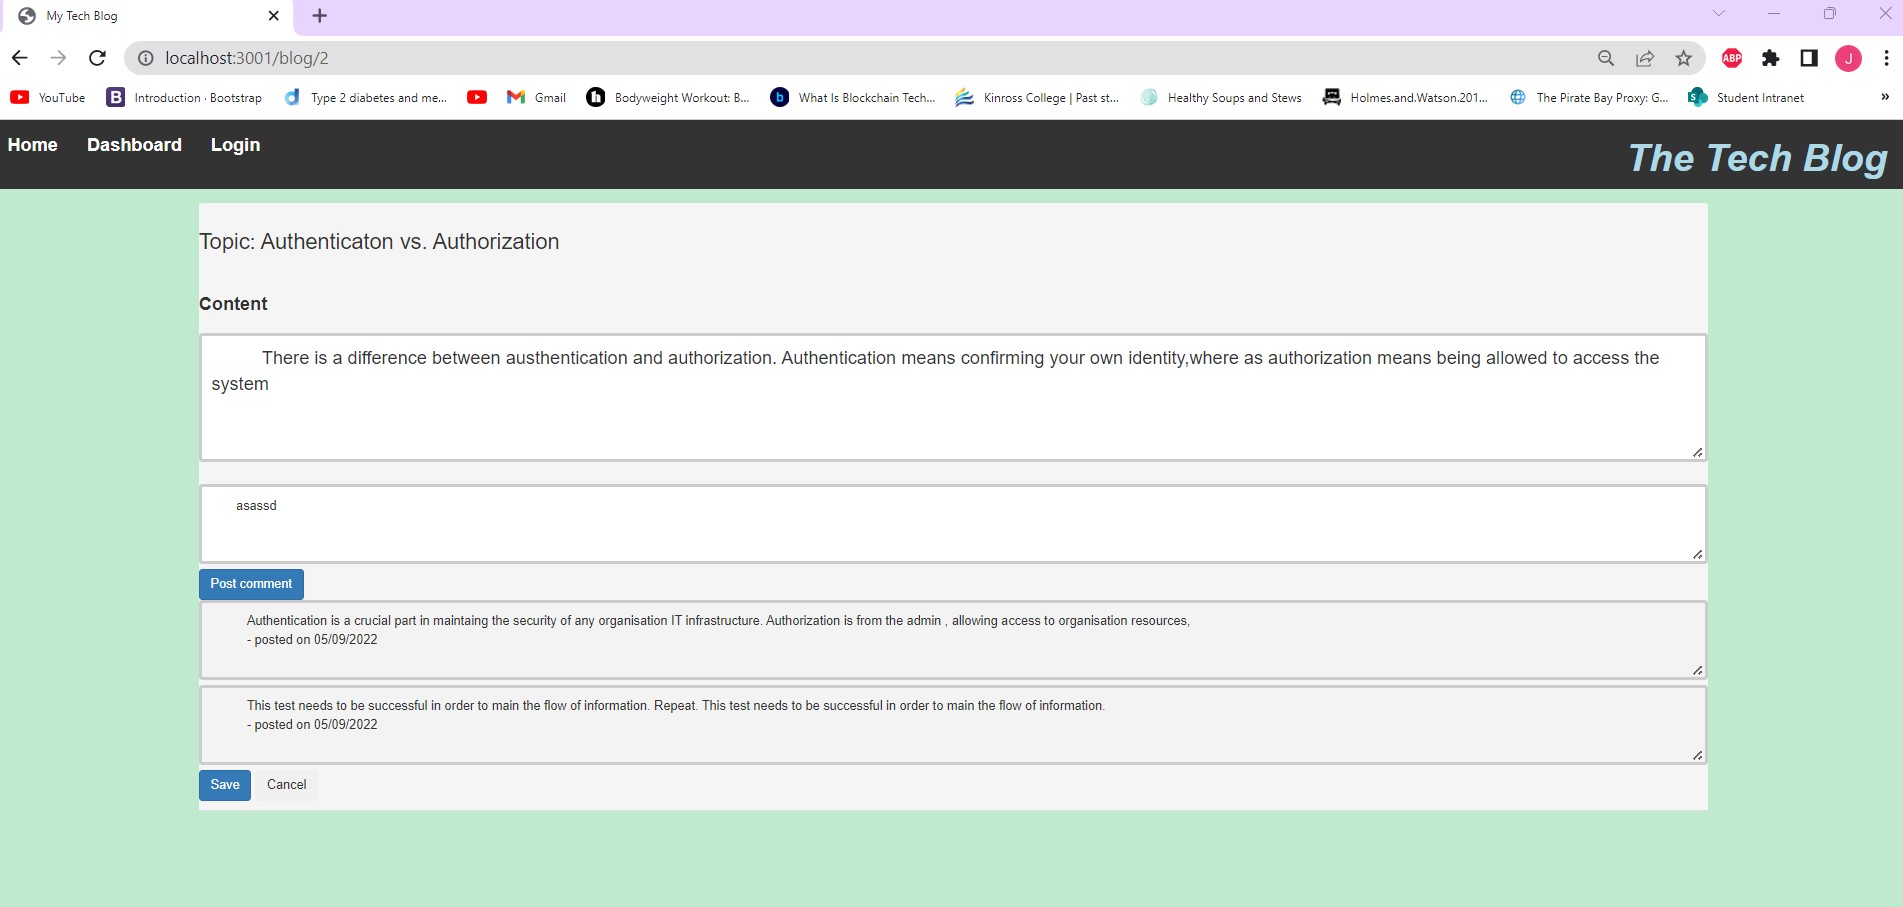 My Tech Blog
localhost:3001/blog/2
ABP
J
YouTube B Introduction · Bootstrap Type 2 diabetes and me... Gmail h Bodyweight Workout: B... b What Is Blockchain Tech... Kinross College | Past st... Healthy Soups and Stews Holmes.and.Watson.201... The Pirate Bay Proxy: G... S Student Intranet »
Home Dashboard Login
The Tech Blog
Topic: Authenticaton vs. Authorization
Content
There is a difference between austhentication and authorization. Authentication means confirming your own identity,where as authorization means being allowed to access the
system
asassd
Post comment
Authentication is a crucial part in maintaing the security of any organisation IT infrastructure. Authorization is from the admin , allowing access to organisation resources,
- posted on 05/09/2022
This test needs to be successful in order to main the flow of information. Repeat. This test needs to be successful in order to main the flow of information.
- posted on 05/09/2022
Save Cancel